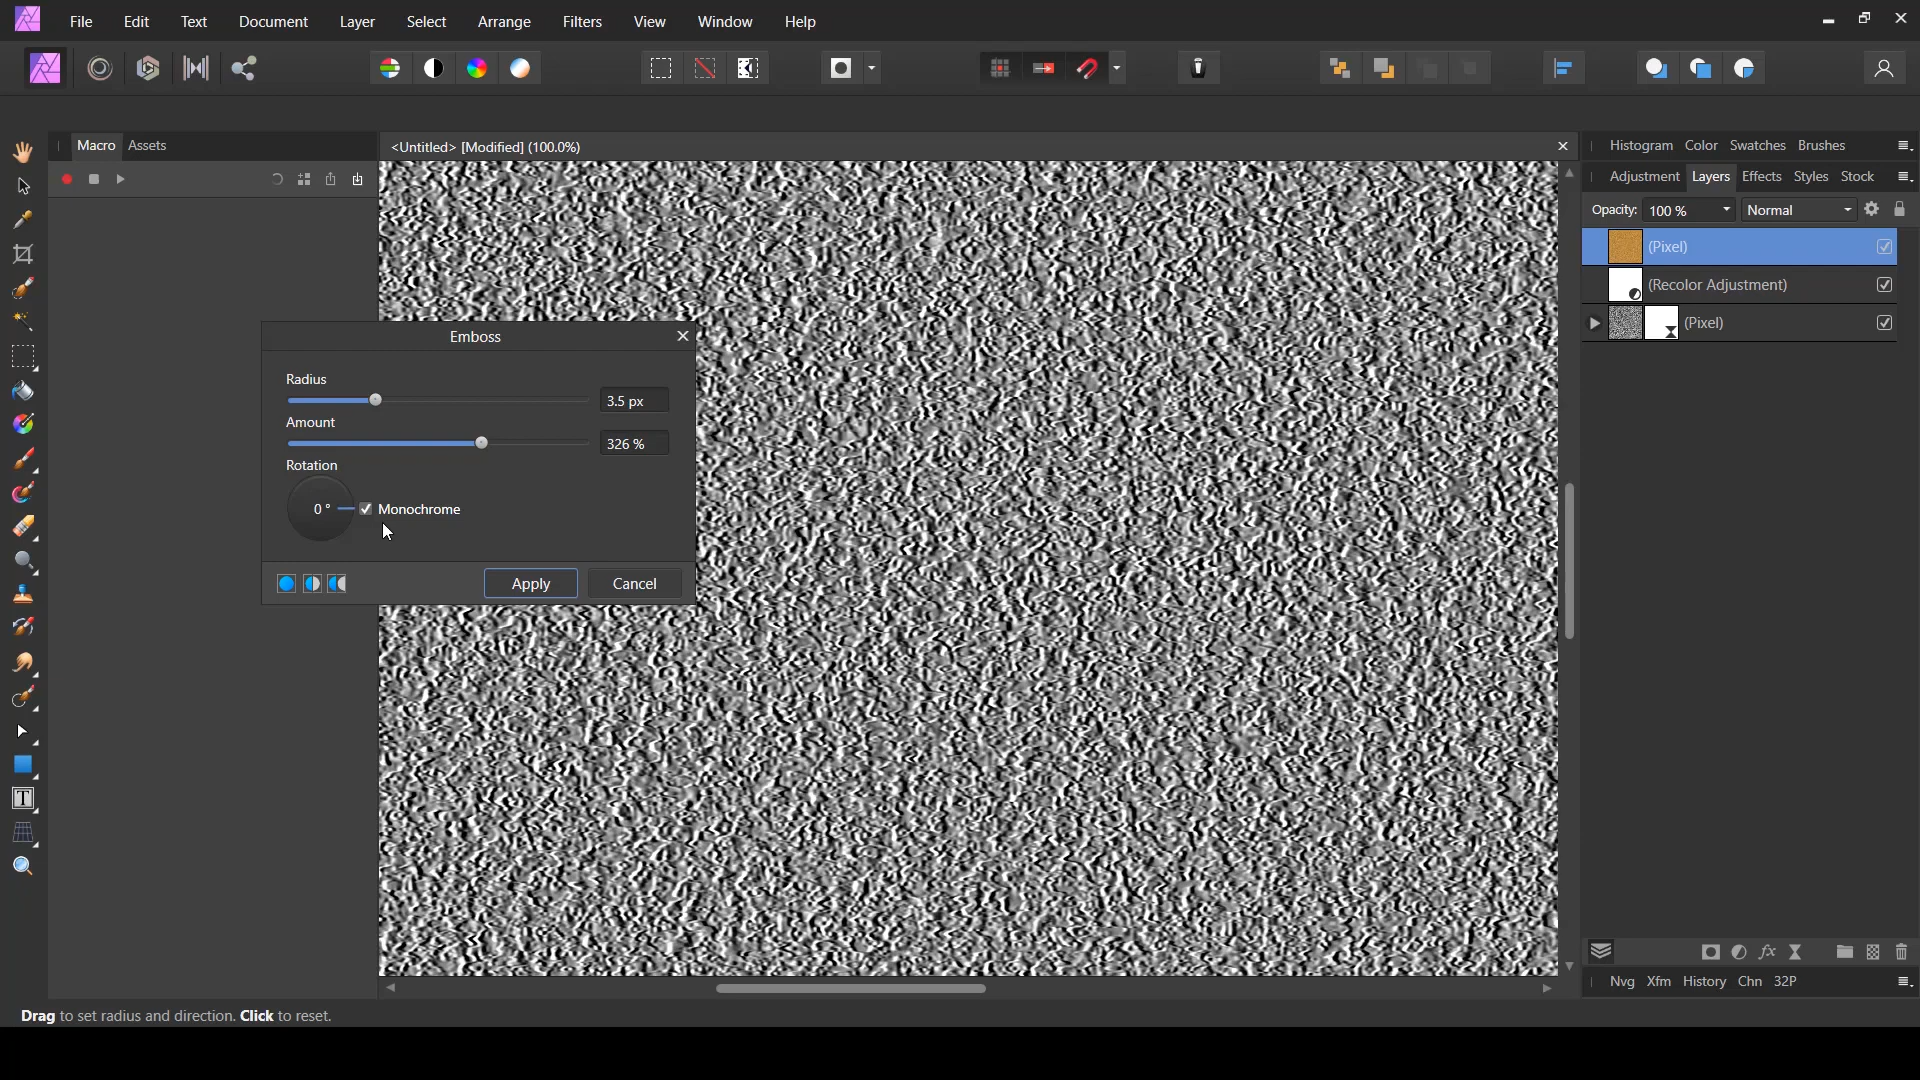 File Edit Text Document Layer Select Arrange Filters View Window Help
Macro Assets
<Untitled> [Modified] (100.0%)
Histogram Color Swatches Brushes
Adjustment Layers Effects Styles Stock
Opacity: 100 % Normal
(Pixel)
(Recolor Adjustment)
(Pixel)
Emboss
Radius
3.5 px
Amount
326 %
Rotation
0 ° Monochrome
Apply Cancel
Nvg Xfm History Chn 32P
Drag to set radius and direction. Click to reset.